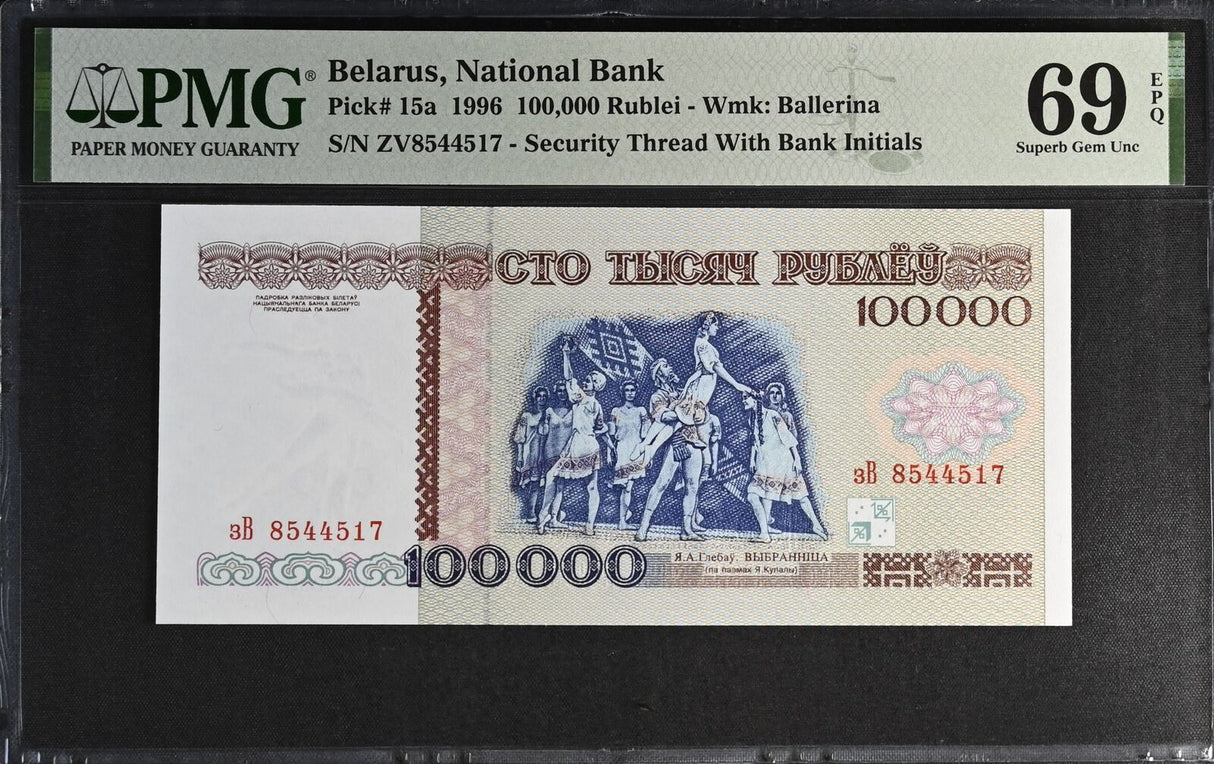 PMG®
PAPER MONEY GUARANTY
Belarus, National Bank
Pick# 15a 1996 100,000 Rublei - Wmk: Ballerina
S/N ZV8544517 - Security Thread With Bank Initials
69
EPQ
Superb Gem Unc
СТО ТЫСЯЧ РУБЛЁЎ
100000
ПАДРОБКА РАЗЛІКОВЫХ БІЛЕТАЎ
НАЦЫЯНАЛЬНАГА БАНКА БЕЛАРУСІ
ПРАСЛЕДУЕЦЦА ПА ЗАКОНУ
зВ 8544517
зВ 8544517
100000
Я.А.Глебаў. ВЫБРАННІЦА
(па паэмах Я.Купалы)